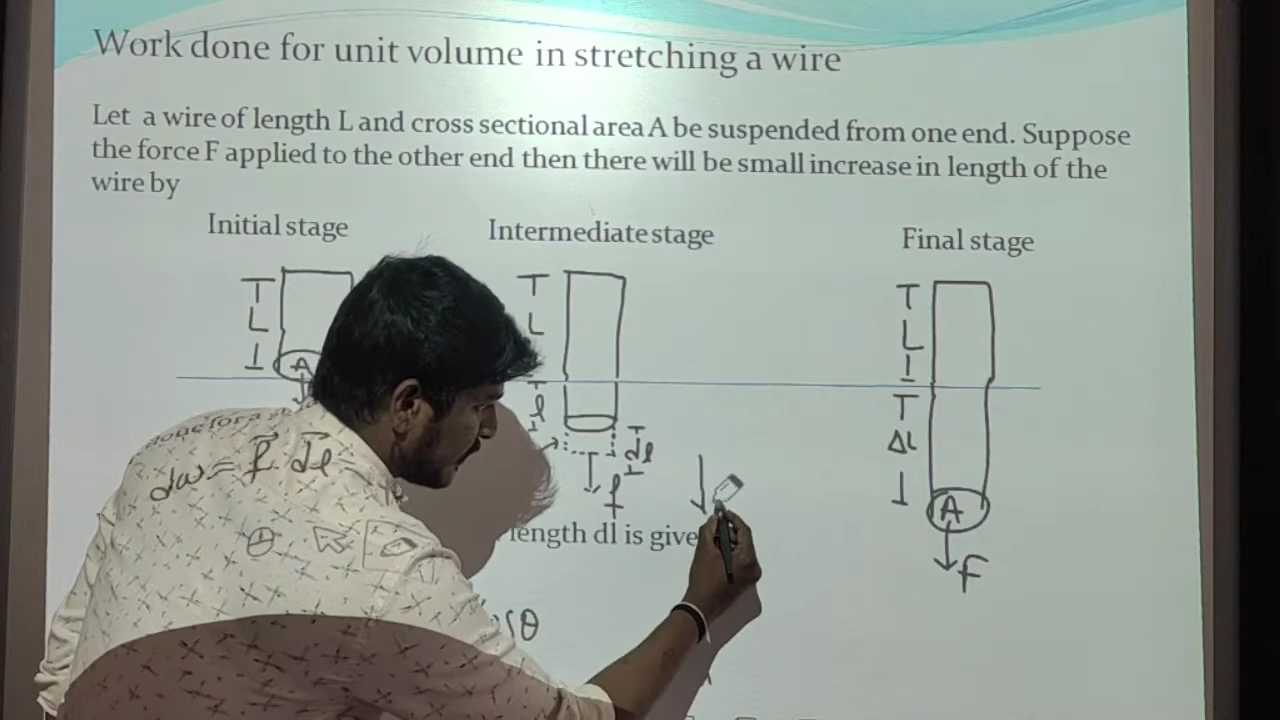 Work done for unit volume in stretching a wire
Let a wire of length L and cross sectional area A be suspended from one end. Suppose
the force F applied to the other end then there will be small increase in length of the
wire by
Initial stage
Intermediate stage
Final stage
L
A
L
l
dl
f
L
ΔL
A
F
done for a
dw = f dl
length dl is give
θ